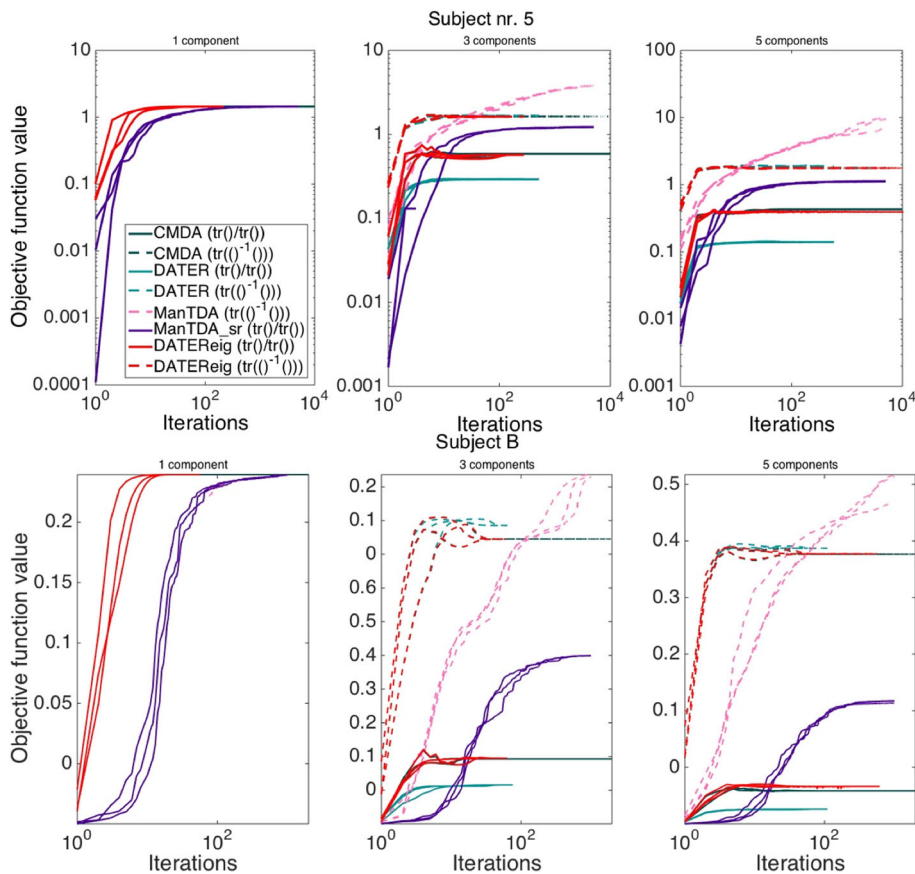 Subject nr. 5
1 component
3 components
5 components
Objective function value
10
1
0.1
0.01
0.001
0.0001
10
1
0.1
0.01
0.001
100
10
1
0.1
0.01
0.001
CMDA (tr()/tr())
CMDA (tr(()⁻¹()))
DATER (tr()/tr())
DATER (tr(()⁻¹()))
ManTDA (tr(()⁻¹()))
ManTDA_sr (tr()/tr())
DATEReig (tr()/tr())
DATEReig (tr(()⁻¹()))
10⁰ 10² 10⁴
10⁰ 10² 10⁴
10⁰ 10² 10⁴
Iterations
Iterations
Iterations
Subject B
1 component
3 components
5 components
Objective function value
0.2
0.15
0.1
0.05
0
0.2
0.1
0
0.6
0.5
0.4
0.1
0
0.5
0.4
0.3
0.2
0.1
0
10⁰ 10²
10⁰ 10²
10⁰ 10²
Iterations
Iterations
Iterations